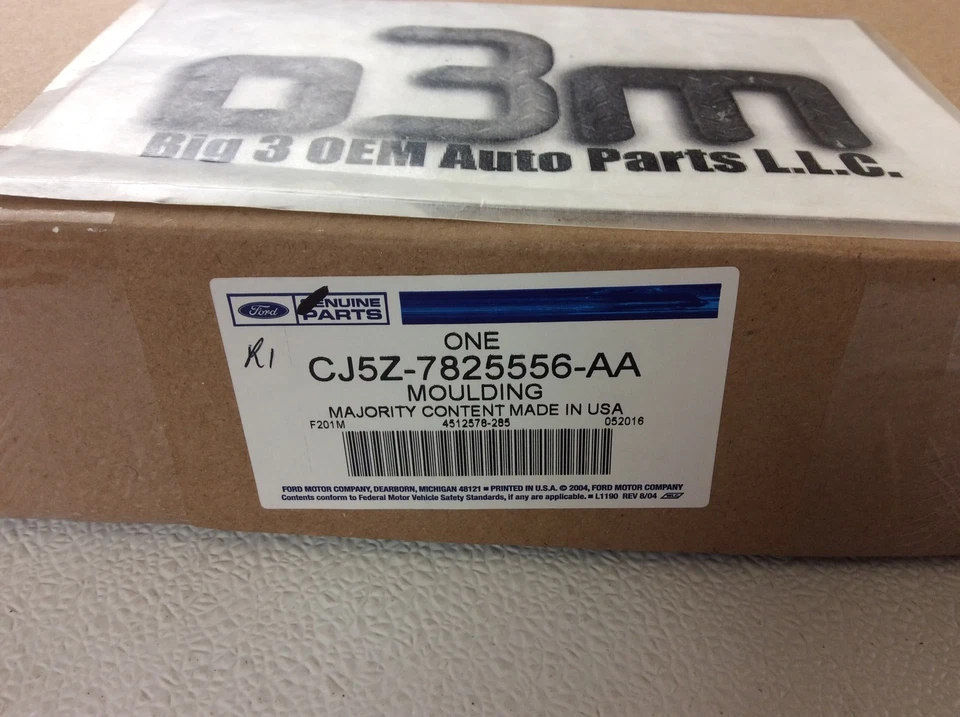 o3m
Big 3 OEM Auto Parts L.L.C.
Ford GENUINE PARTS
R1
ONE
CJ5Z-7825556-AA
MOULDING
MAJORITY CONTENT MADE IN USA
F201M 4512578-285 052016
FORD MOTOR COMPANY, DEARBORN, MICHIGAN 48121 ■ PRINTED IN U.S.A. © 2004, FORD MOTOR COMPANY
Contents conform to Federal Motor Vehicle Safety Standards, if any are applicable. ■ L1190 REV 8/04